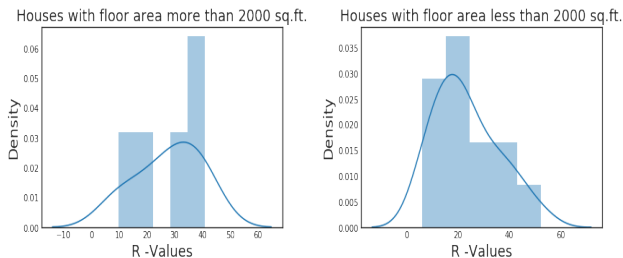 Houses with floor area more than 2000 sq.ft.
0.06
0.05
0.04
0.03
0.02
0.01
0.00
Density
−10 0 10 20 30 40 50 60
R -Values
Houses with floor area less than 2000 sq.ft.
0.035
0.030
0.025
0.020
0.015
0.010
0.005
0.000
Density
0 20 40 60
R -Values